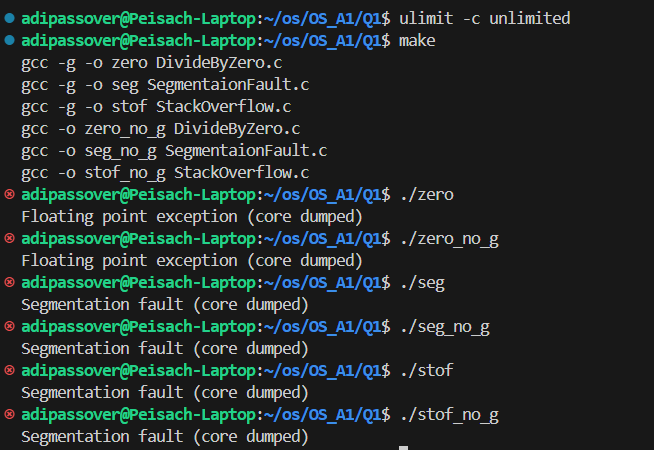 adipassover@Peisach-Laptop:~/os/OS_A1/Q1$ ulimit -c unlimited
adipassover@Peisach-Laptop:~/os/OS_A1/Q1$ make
gcc -g -o zero DivideByZero.c
gcc -g -o seg SegmentaionFault.c
gcc -g -o stof StackOverflow.c
gcc -o zero_no_g DivideByZero.c
gcc -o seg_no_g SegmentaionFault.c
gcc -o stof_no_g StackOverflow.c
adipassover@Peisach-Laptop:~/os/OS_A1/Q1$ ./zero
Floating point exception (core dumped)
adipassover@Peisach-Laptop:~/os/OS_A1/Q1$ ./zero_no_g
Floating point exception (core dumped)
adipassover@Peisach-Laptop:~/os/OS_A1/Q1$ ./seg
Segmentation fault (core dumped)
adipassover@Peisach-Laptop:~/os/OS_A1/Q1$ ./seg_no_g
Segmentation fault (core dumped)
adipassover@Peisach-Laptop:~/os/OS_A1/Q1$ ./stof
Segmentation fault (core dumped)
adipassover@Peisach-Laptop:~/os/OS_A1/Q1$ ./stof_no_g
Segmentation fault (core dumped)